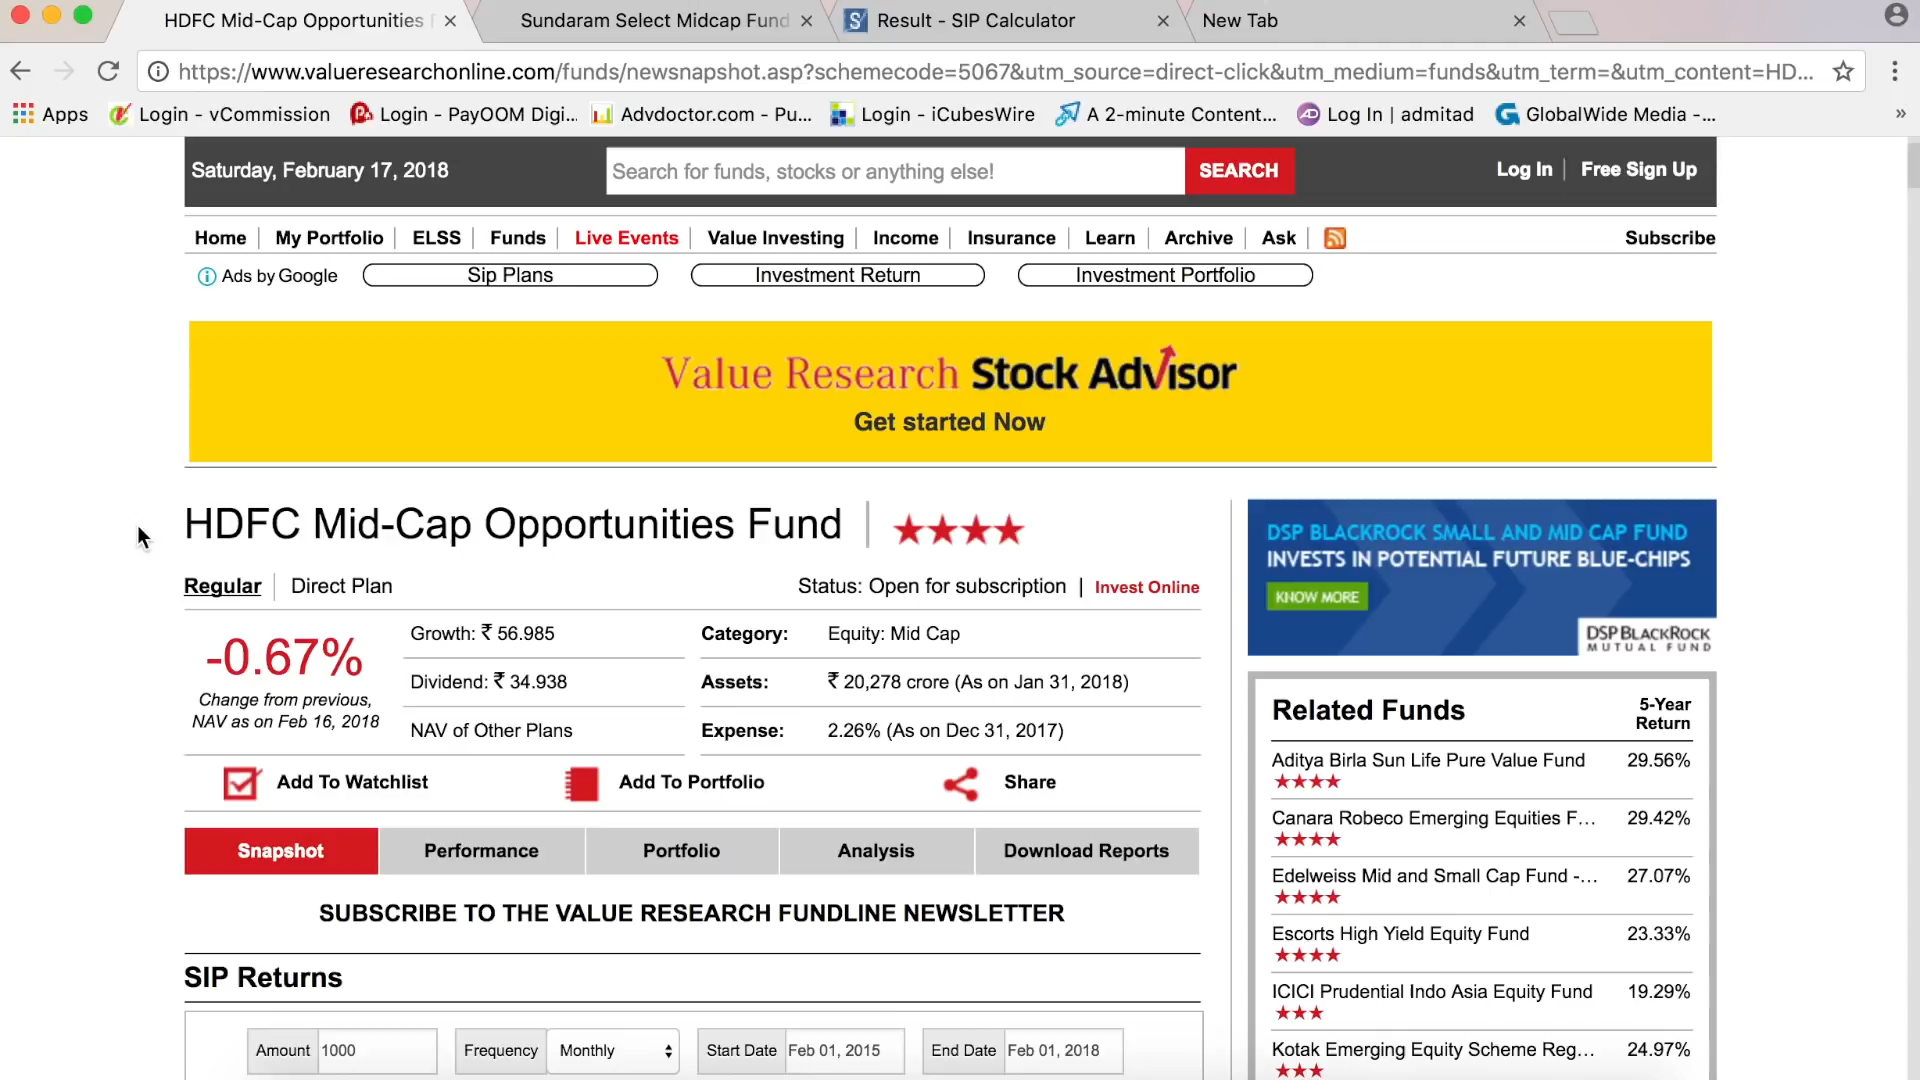 HDFC Mid-Cap Opportunities
Sundaram Select Midcap Fund
Result - SIP Calculator
New Tab
https://www.valueresearchonline.com/funds/newsnapshot.asp?schemecode=5067&utm_source=direct-click&utm_medium=funds&utm_term=&utm_content=HD...
Apps
Login - vCommission
Login - PayOOM Digi...
Advdoctor.com - Pu...
Login - iCubesWire
A 2-minute Content...
Log In | admitad
GlobalWide Media -...
»
Saturday, February 17, 2018
Search for funds, stocks or anything else!
SEARCH
Log In | Free Sign Up
Home | My Portfolio | ELSS | Funds | Live Events | Value Investing | Income | Insurance | Learn | Archive | Ask
Subscribe
Ads by Google
Sip Plans
Investment Return
Investment Portfolio
Value Research Stock Advisor
Get started Now
HDFC Mid-Cap Opportunities Fund
Regular | Direct Plan
Status: Open for subscription | Invest Online
-0.67%
Change from previous,
NAV as on Feb 16, 2018
Growth: ₹ 56.985
Dividend: ₹ 34.938
NAV of Other Plans
Category: Equity: Mid Cap
Assets: ₹ 20,278 crore (As on Jan 31, 2018)
Expense: 2.26% (As on Dec 31, 2017)
Add To Watchlist
Add To Portfolio
Share
Snapshot
Performance
Portfolio
Analysis
Download Reports
SUBSCRIBE TO THE VALUE RESEARCH FUNDLINE NEWSLETTER
SIP Returns
Amount 1000
Frequency Monthly
Start Date Feb 01, 2015
End Date Feb 01, 2018
DSP BLACKROCK SMALL AND MID CAP FUND
INVESTS IN POTENTIAL FUTURE BLUE-CHIPS
KNOW MORE
DSP BLACKROCK
MUTUAL FUND
Related Funds
5-Year
Return
Aditya Birla Sun Life Pure Value Fund 29.56%
Canara Robeco Emerging Equities F... 29.42%
Edelweiss Mid and Small Cap Fund -... 27.07%
Escorts High Yield Equity Fund 23.33%
ICICI Prudential Indo Asia Equity Fund 19.29%
Kotak Emerging Equity Scheme Reg... 24.97%